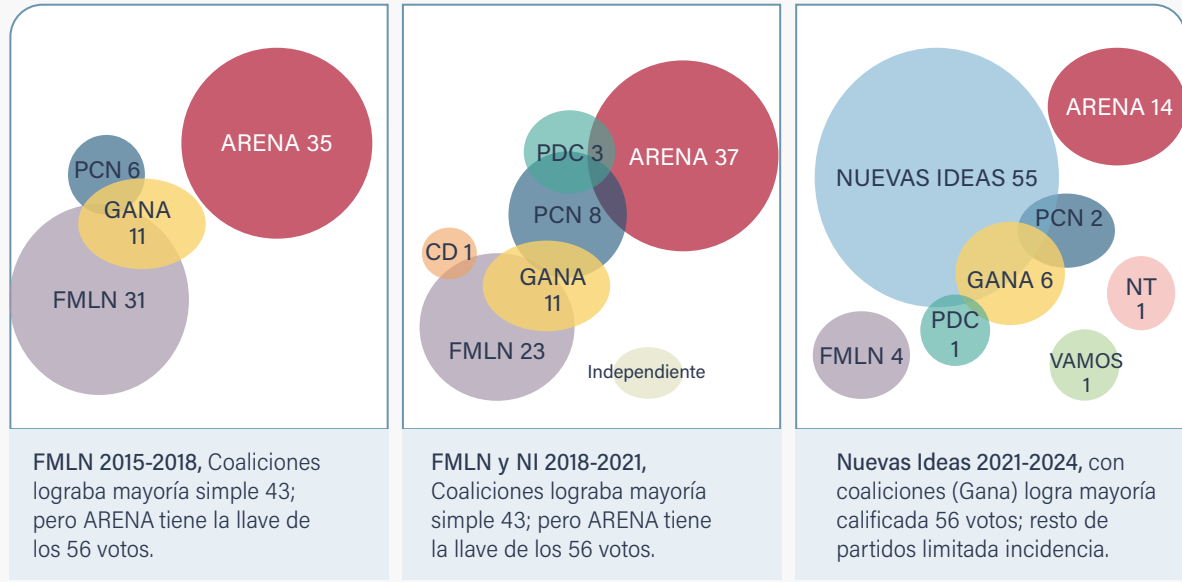 ARENA 35
PCN 6
GANA
11
FMLN 31
FMLN 2015-2018, Coaliciones
lograba mayoría simple 43;
pero ARENA tiene la llave de
los 56 votos.
PDC 3
ARENA 37
PCN 8
CD 1
GANA
11
FMLN 23
Independiente
FMLN y NI 2018-2021,
Coaliciones lograba mayoría
simple 43; pero ARENA tiene
la llave de los 56 votos.
ARENA 14
NUEVAS IDEAS 55
PCN 2
GANA 6
NT
1
PDC
1
FMLN 4
VAMOS
1
Nuevas Ideas 2021-2024, con
coaliciones (Gana) logra mayoría
calificada 56 votos; resto de
partidos limitada incidencia.